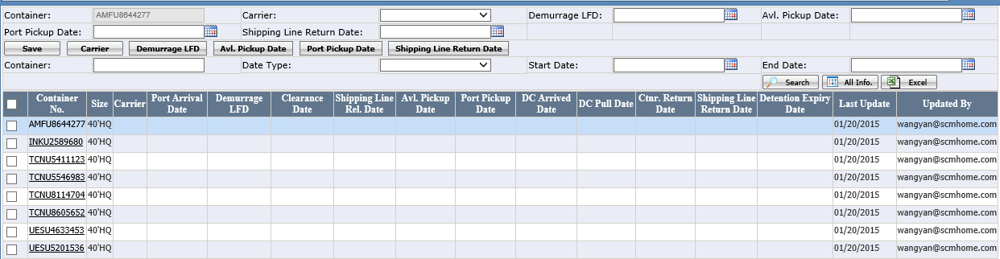 Container: AMFU8644277 Carrier: Demurrage LFD: Avl. Pickup Date:
Port Pickup Date: Shipping Line Return Date:
Save Carrier Demurrage LFD Avl. Pickup Date Port Pickup Date Shipping Line Return Date
Container: Date Type: Start Date: End Date:
Search All Info. Excel
Container No. Size Carrier Port Arrival Date Demurrage LFD Clearance Date Shipping Line Rel. Date Avl. Pickup Date Port Pickup Date DC Arrived Date DC Pull Date Ctnr. Return Date Shipping Line Return Date Detention Expiry Date Last Update Updated By
AMFU8644277 40'HQ 01/20/2015 wangyan@scmhome.com
INKU2589680 40'HQ 01/20/2015 wangyan@scmhome.com
TCNU5411123 40'HQ 01/20/2015 wangyan@scmhome.com
TCNU5546983 40'HQ 01/20/2015 wangyan@scmhome.com
TCNU8114704 40'HQ 01/20/2015 wangyan@scmhome.com
TCNU8605652 40'HQ 01/20/2015 wangyan@scmhome.com
UESU4633453 40'HQ 01/20/2015 wangyan@scmhome.com
UESU5201536 40'HQ 01/20/2015 wangyan@scmhome.com